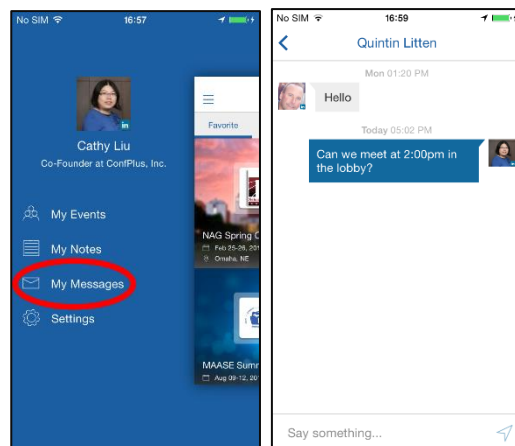 No SIM 16:57
Cathy Liu
Co-Founder at ConfPlus, Inc.
My Events
My Notes
My Messages
Settings
Favorite
NAG Spring
Feb 25-26, 201
Omaha, NE
MAASE Sum
Aug 09-12, 20
No SIM 16:59
Quintin Litten
Mon 01:20 PM
Hello
in
Today 05:02 PM
Can we meet at 2:00pm in
the lobby?
Say something...